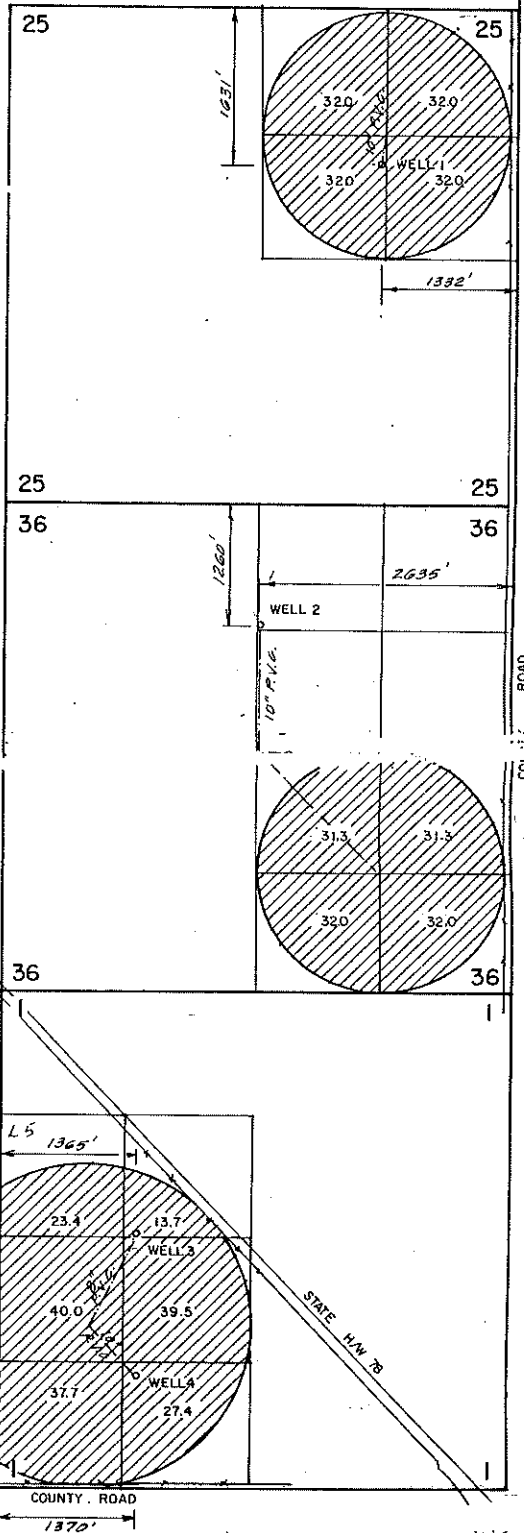 25 25
1631'
32.0 32.0
10" P.V.C.
WELL 1
32.0 32.0
1332'
25 25
36 36
1260'
2635'
WELL 2
10" P.V.C.
ROAD
31.3 31.3
32.0 32.0
36 36
1 1
L5
1365'
23.4 13.7
WELL 3
8" P.V.C.
40.0 39.5
STATE H/W 78
WELL 4
37.7
27.4
1 1
COUNTY ROAD
1370'